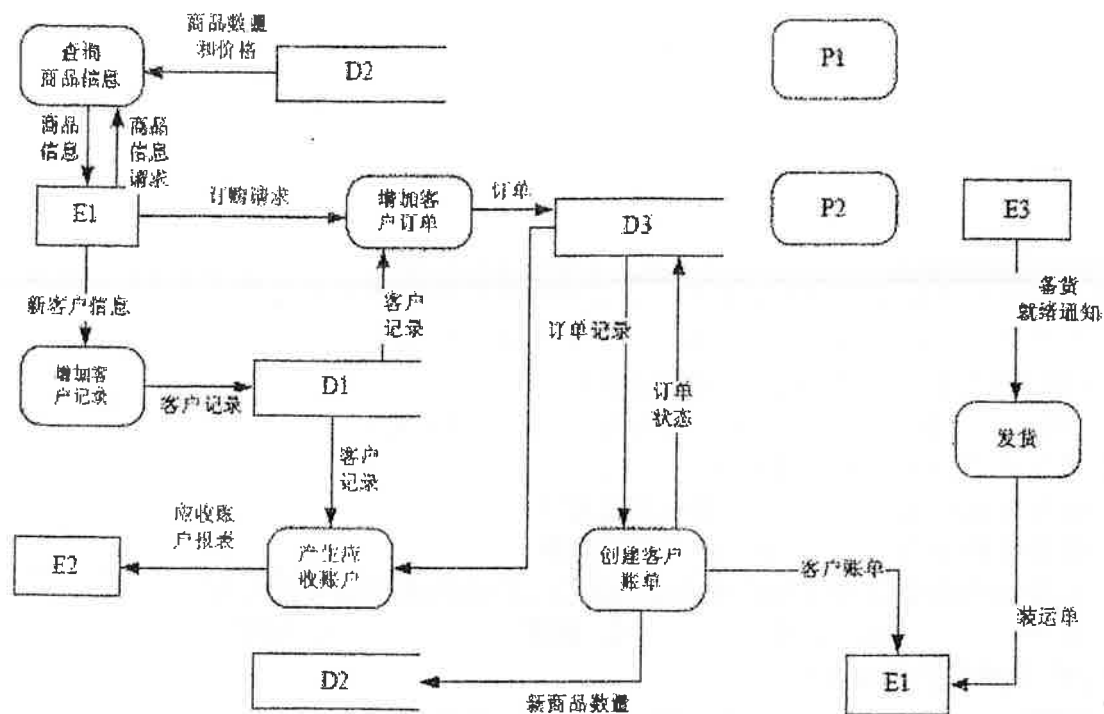 商品数量
和价格
查询
商品信息
D2
P1
商品
信息
商品
信息
请求
E1
订购请求
增加客
户订单
订单
D3
P2
E3
新客户信息
客户
记录
订单记录
备货
就绪通知
增加客
户记录
客户记录
D1
订单
状态
发货
客户
记录
应收账
户报表
E2
产生应
收账户
创建客户
账单
客户账单
装运单
D2
新商品数量
E1